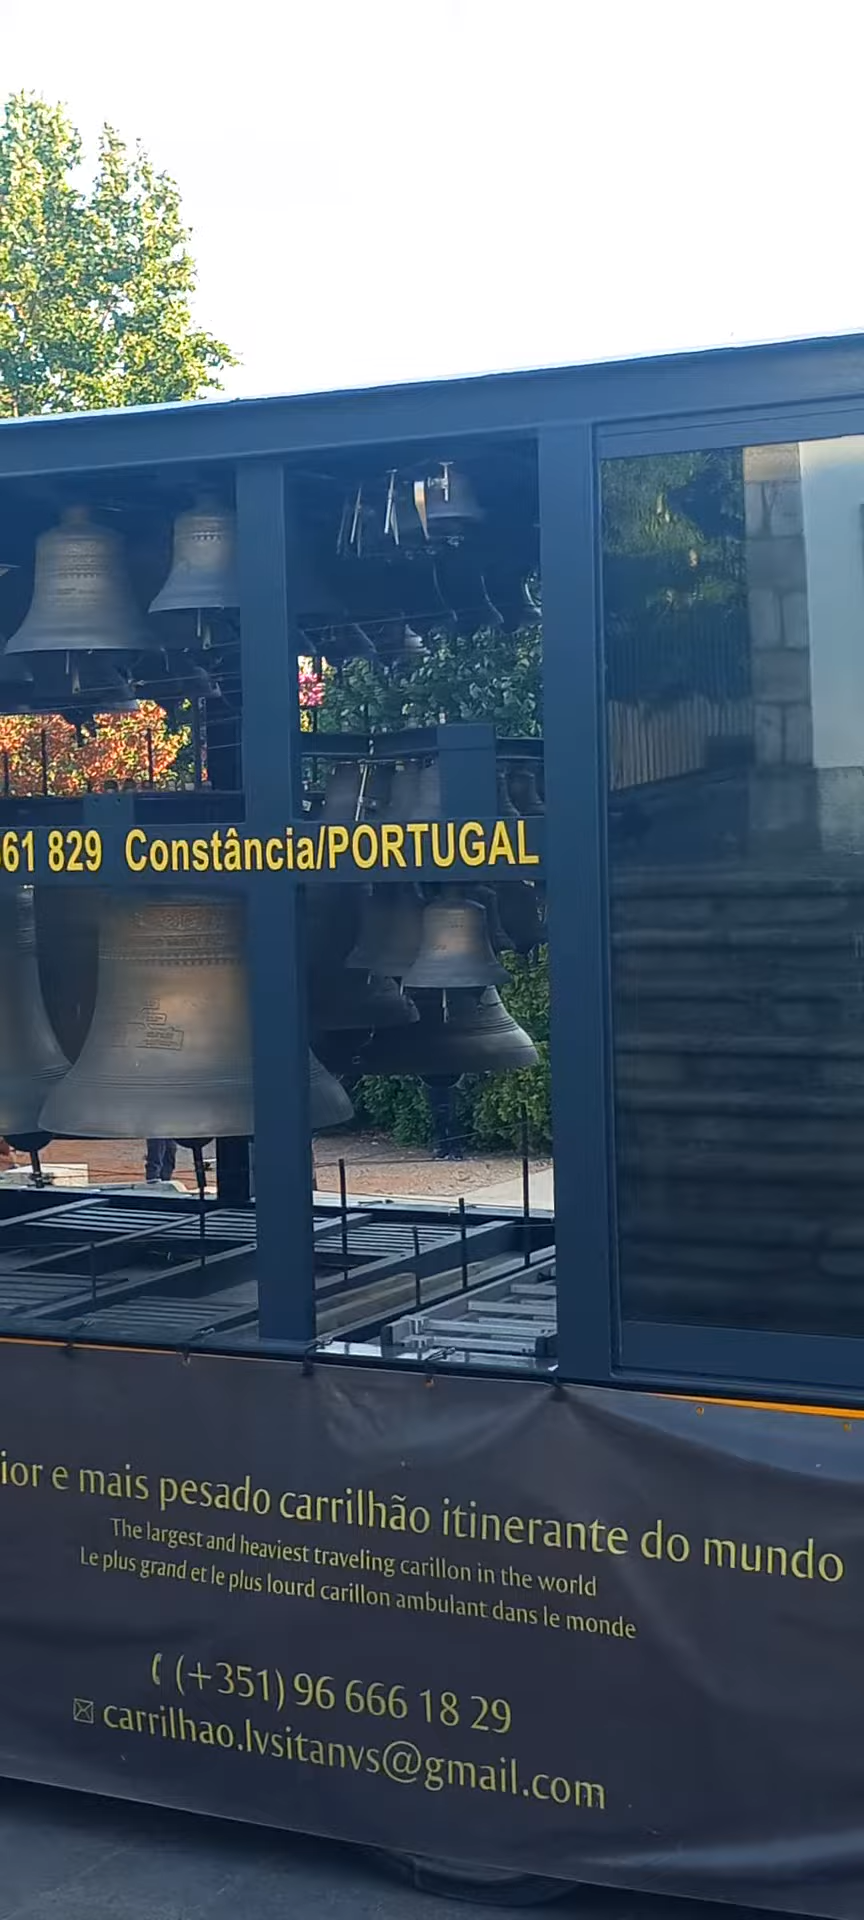 61 829 Constância/PORTUGAL
ior e mais pesado carrilhão itinerante do mundo
The largest and heaviest traveling carillon in the world
Le plus grand et le plus lourd carillon ambulant dans le monde
(+351) 96 666 18 29
carrilhao.lvsitanvs@gmail.com